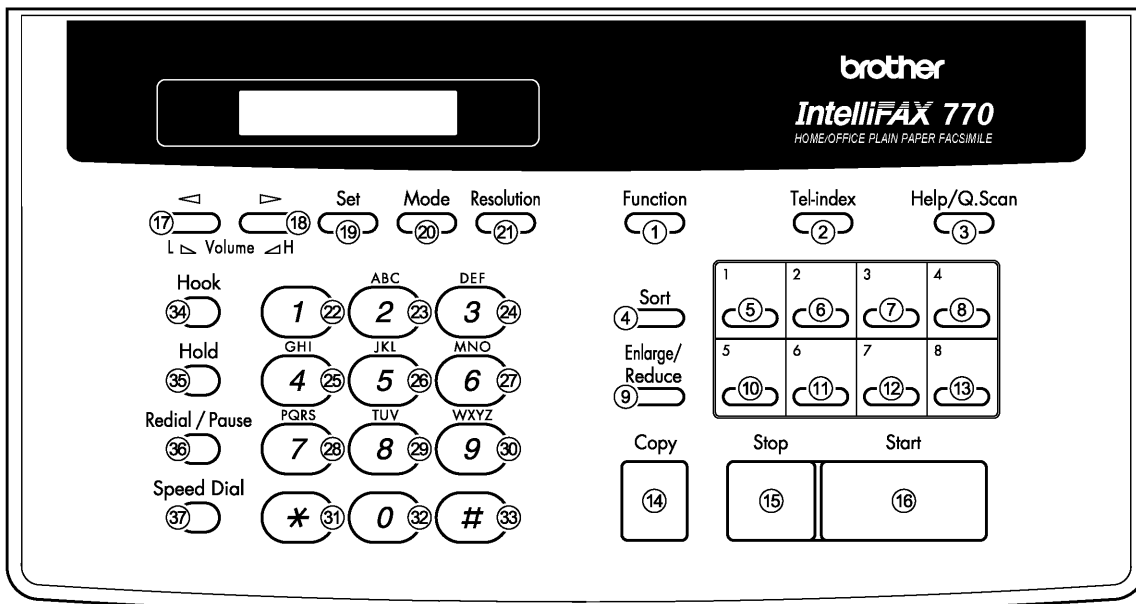 brother
IntelliFAX 770
HOME/OFFICE PLAIN PAPER FACSIMILE
Set Mode Resolution Function Tel-index Help/Q.Scan
17 18 19 20 21 1 2 3
L Volume H
Hook
34
Hold
35
Redial / Pause
36
Speed Dial
37
ABC DEF
1 22 2 23 3 24
GHI JKL MNO
4 25 5 26 6 27
PQRS TUV WXYZ
7 28 8 29 9 30
* 31 0 32 # 33
Sort
4
Enlarge/
Reduce
9
1 2 3 4
5 6 7 8
5 6 7 8
10 11 12 13
Copy Stop Start
14 15 16